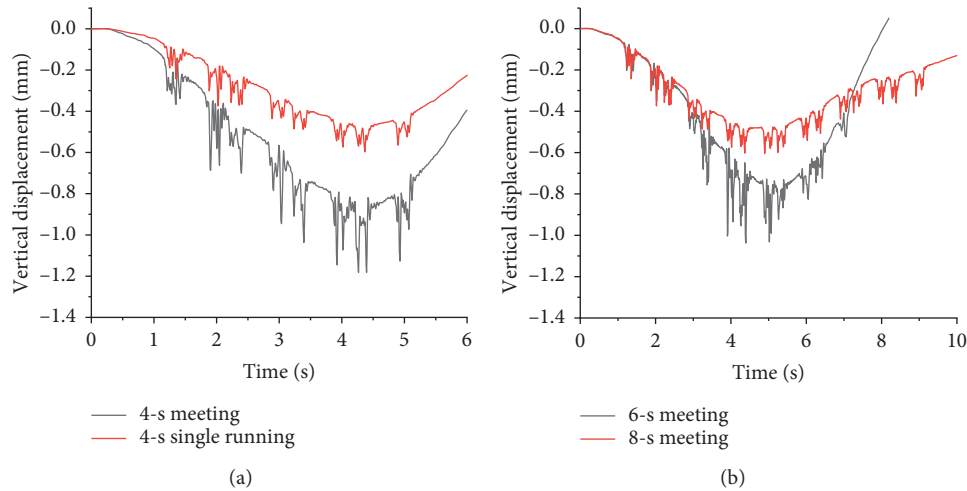 0.0
–0.2
–0.4
–0.6
–0.8
–1.0
–1.2
–1.4
Vertical displacement (mm)
0 1 2 3 4 5 6
Time (s)
4-s meeting
4-s single running
(a)
0.0
–0.2
–0.4
–0.6
–0.8
–1.0
–1.2
–1.4
Vertical displacement (mm)
0 2 4 6 8 10
Time (s)
6-s meeting
8-s meeting
(b)